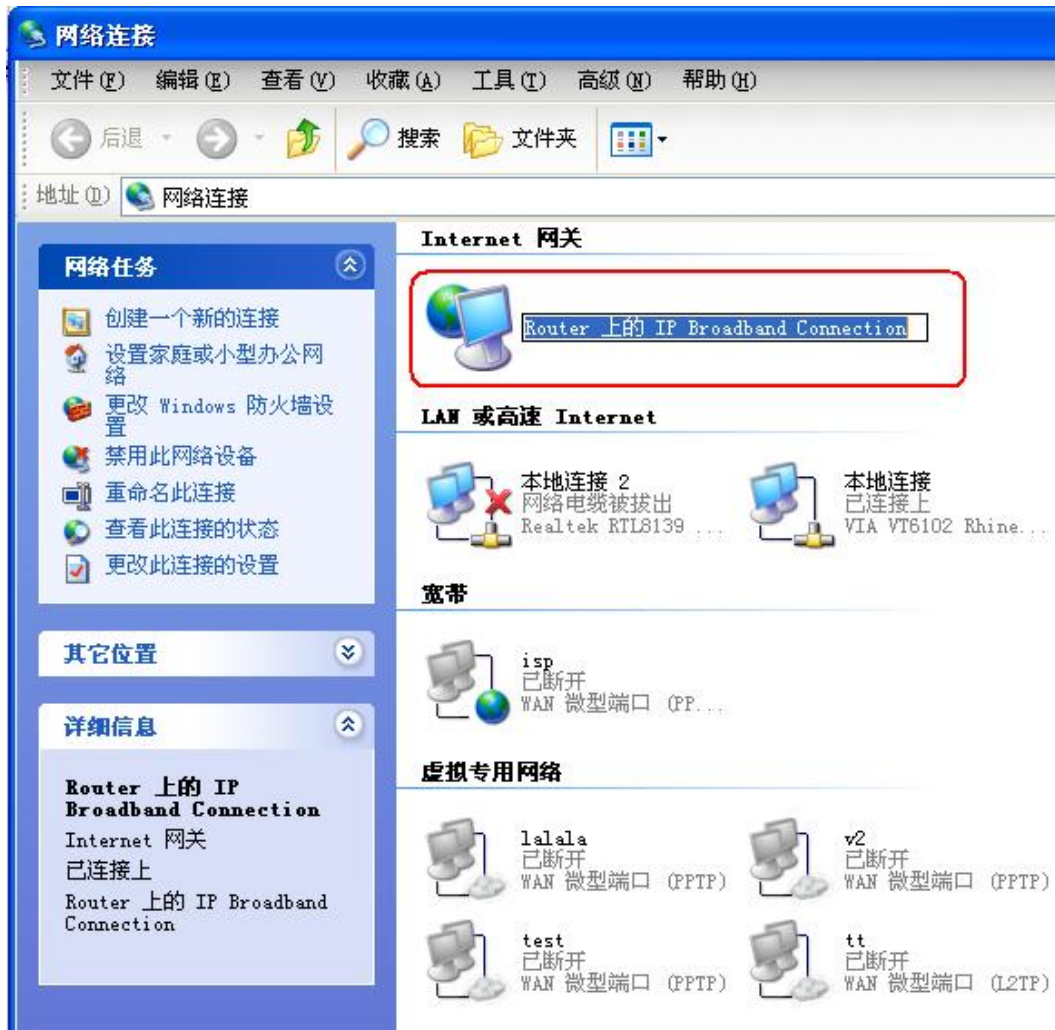 网络连接
文件(F) 编辑(E) 查看(V) 收藏(A) 工具(T) 高级(N) 帮助(H)
后退 搜索 文件夹
地址(D) 网络连接
网络任务
创建一个新的连接
设置家庭或小型办公网
络
更改 Windows 防火墙设
置
禁用此网络设备
重命名此连接
查看此连接的状态
更改此连接的设置
其它位置
详细信息
Router 上的 IP
Broadband Connection
Internet 网关
已连接上
Router 上的 IP Broadband
Connection
Internet 网关
Router 上的 IP Broadband Connection
LAN 或高速 Internet
本地连接 2
网络电缆被拔出
Realtek RTL8139 ...
本地连接
已连接上
VIA VT6102 Rhine...
宽带
isp
已断开
WAN 微型端口 (PP...
虚拟专用网络
lalala
已断开
WAN 微型端口 (PPTP)
v2
已断开
WAN 微型端口 (PPTP)
test
已断开
WAN 微型端口 (PPTP)
tt
已断开
WAN 微型端口 (L2TP)